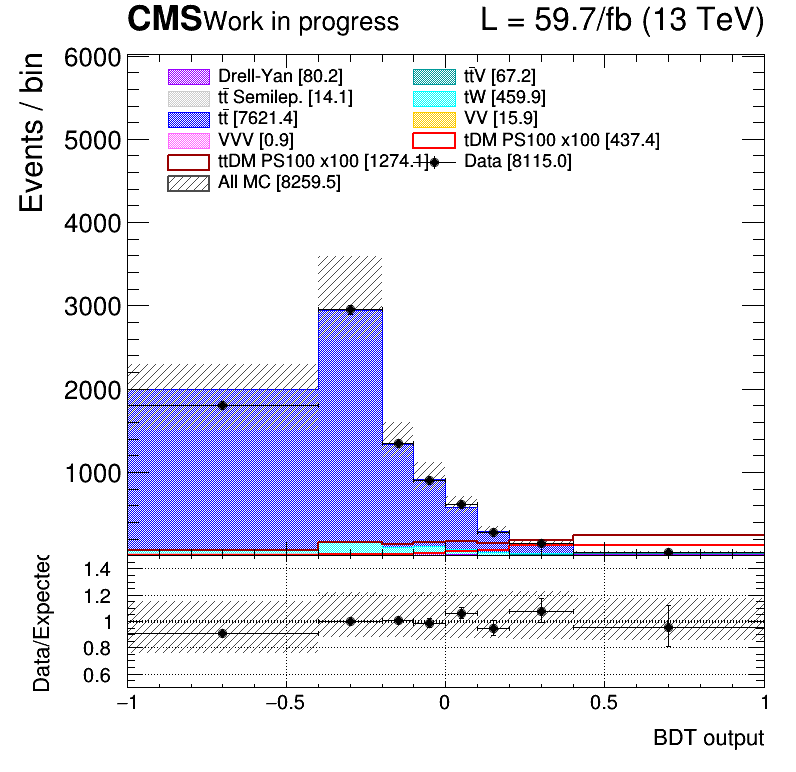 CMS Work in progress L = 59.7/fb (13 TeV)
Events / bin
6000
5000
4000
3000
2000
1000
Drell-Yan [80.2] tt̄V [67.2]
tt̄ Semilep. [14.1] tW [459.9]
tt̄ [7621.4] VV [15.9]
VVV [0.9] tDM PS100 x100 [437.4]
ttDM PS100 x100 [1274.1] Data [8115.0]
All MC [8259.5]
Data/Expected
1.4
1.2
1
0.8
0.6
−1 −0.5 0 0.5 1
BDT output